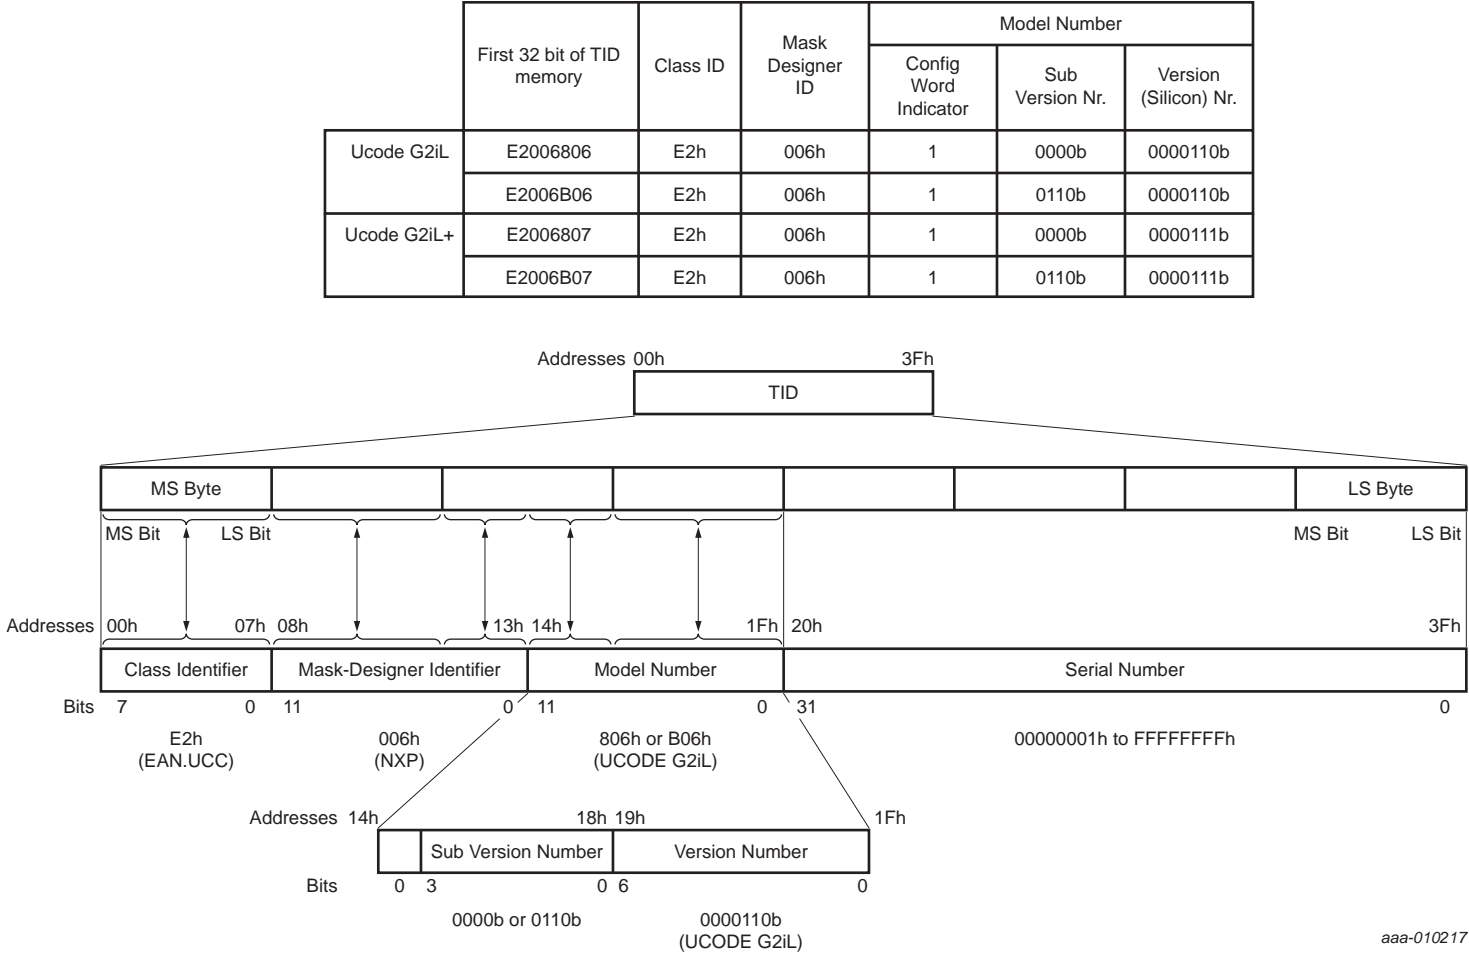 First 32 bit of TID memory Class ID Mask Designer ID Model Number
Config Word Indicator Sub Version Nr. Version (Silicon) Nr.
Ucode G2iL E2006806 E2h 006h 1 0000b 0000110b
E2006B06 E2h 006h 1 0110b 0000110b
Ucode G2iL+ E2006807 E2h 006h 1 0000b 0000111b
E2006B07 E2h 006h 1 0110b 0000111b
Addresses 00h 3Fh
TID
MS Byte LS Byte
MS Bit LS Bit MS Bit LS Bit
Addresses 00h 07h 08h 13h 14h 1Fh 20h 3Fh
Class Identifier Mask-Designer Identifier Model Number Serial Number
Bits 7 0 11 0 11 0 31 0
E2h 006h 806h or B06h 00000001h to FFFFFFFFh
(EAN.UCC) (NXP) (UCODE G2iL)
Addresses 14h 18h 19h 1Fh
Sub Version Number Version Number
Bits 0 3 0 6 0
0000b or 0110b 0000110b
(UCODE G2iL)
aaa-010217